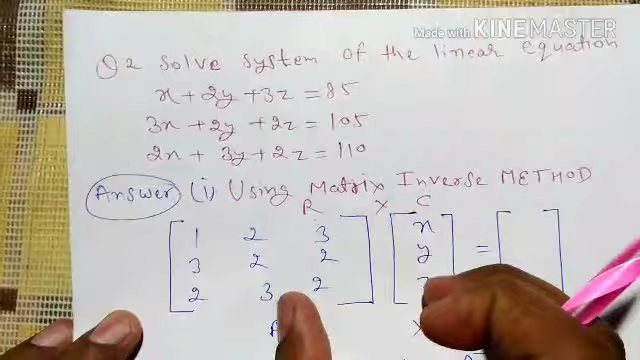 Made with KINEMASTER
Q2 Solve system of the linear equation
x + 2y + 3z = 85
3x + 2y + 2z = 105
2x + 3y + 2z = 110
Answer (i) Using Matrix Inverse METHOD
R X C
1 2 3 x
3 2 2 y =
2 3 2